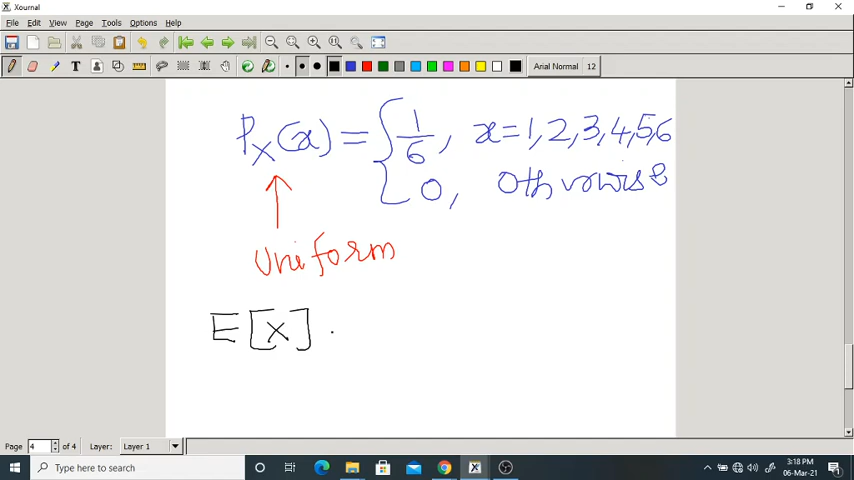 Xournal
File Edit View Page Tools Options Help
Arial Normal 12
P_X(x) = { 1/6, x=1,2,3,4,5,6
0, Otherwise
Uniform
E[X]
Page 4 of 4 Layer: Layer 1
Type here to search
3:18 PM
06-Mar-21